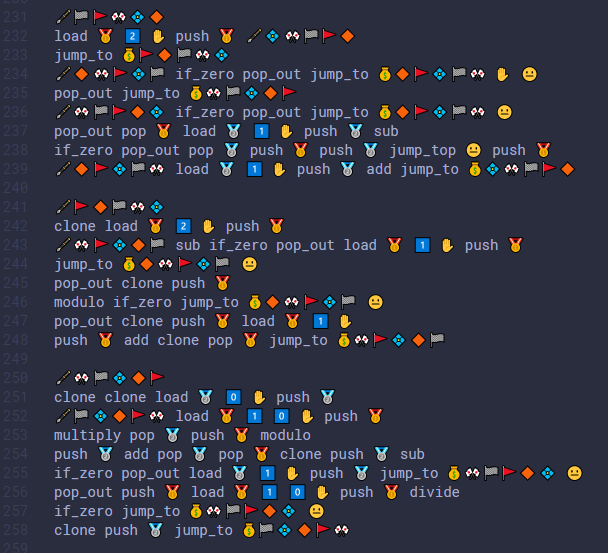 231 🖌🏁🚩🎌💠🔶
232 load 🥇 2️⃣ ✋ push 🥇 🖌💠🎌🏁🚩🔶
233 jump_to 💰🚩🔶🏁🎌💠
234 🖌🔶🎌🚩💠🏁 if_zero pop_out jump_to 💰🔶🚩💠🏁🎌 ✋ 😐
235 pop_out jump_to 💰🎌🏁💠🔶🚩
236 🖌🎌🏁🚩🔶💠 if_zero pop_out jump_to 💰🔶🚩💠🏁🎌 😐
237 pop_out pop 🥇 load 🥈 1️⃣ ✋ push 🥈 sub
238 if_zero pop_out pop 🥈 push 🥇 push 🥈 jump_top 😐 push 🥇
239 🖌🔶🚩💠🏁🎌 load 🥈 1️⃣ ✋ push 🥈 add jump_to 💰💠🎌🏁🚩🔶
240
241 🖌🚩🔶🏁🎌💠
242 clone load 🥇 2️⃣ ✋ push 🥇
243 🖌🎌🚩💠🔶🏁 sub if_zero pop_out load 🥇 1️⃣ ✋ push 🥇
244 jump_to 💰🔶🎌🚩💠🏁 😐
245 pop_out clone push 🥇
246 modulo if_zero jump_to 💰🔶🎌🚩💠🏁 😐
247 pop_out clone push 🥇 load 🥇 1️⃣ ✋
248 push 🥇 add clone pop 🥇 jump_to 💰🎌🚩💠🔶🏁
249
250 🖌🎌🏁💠🔶🚩
251 clone clone load 🥈 0️⃣ ✋ push 🥈
252 🖌🏁💠🔶🚩🎌 load 🥇 1️⃣ 0️⃣ ✋ push 🥇
253 multiply pop 🥈 push 🥇 modulo
254 push 🥈 add pop 🥈 pop 🥇 clone push 🥈 sub
255 if_zero pop_out load 🥈 1️⃣ ✋ push 🥈 jump_to 💰🎌🏁🚩🔶💠 😐
256 pop_out push 🥇 load 🥇 1️⃣ 0️⃣ ✋ push 🥇 divide
257 if_zero jump_to 💰🎌🏁🚩🔶💠 😐
258 clone push 🥈 jump_to 💰🏁💠🔶🚩🎌